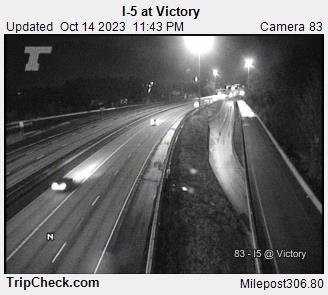 I-5 at Victory
Updated Oct 14 2023 11:43 PM Camera 83
T
N
83 - I5 @ Victory
TripCheck.com Milepost306.80